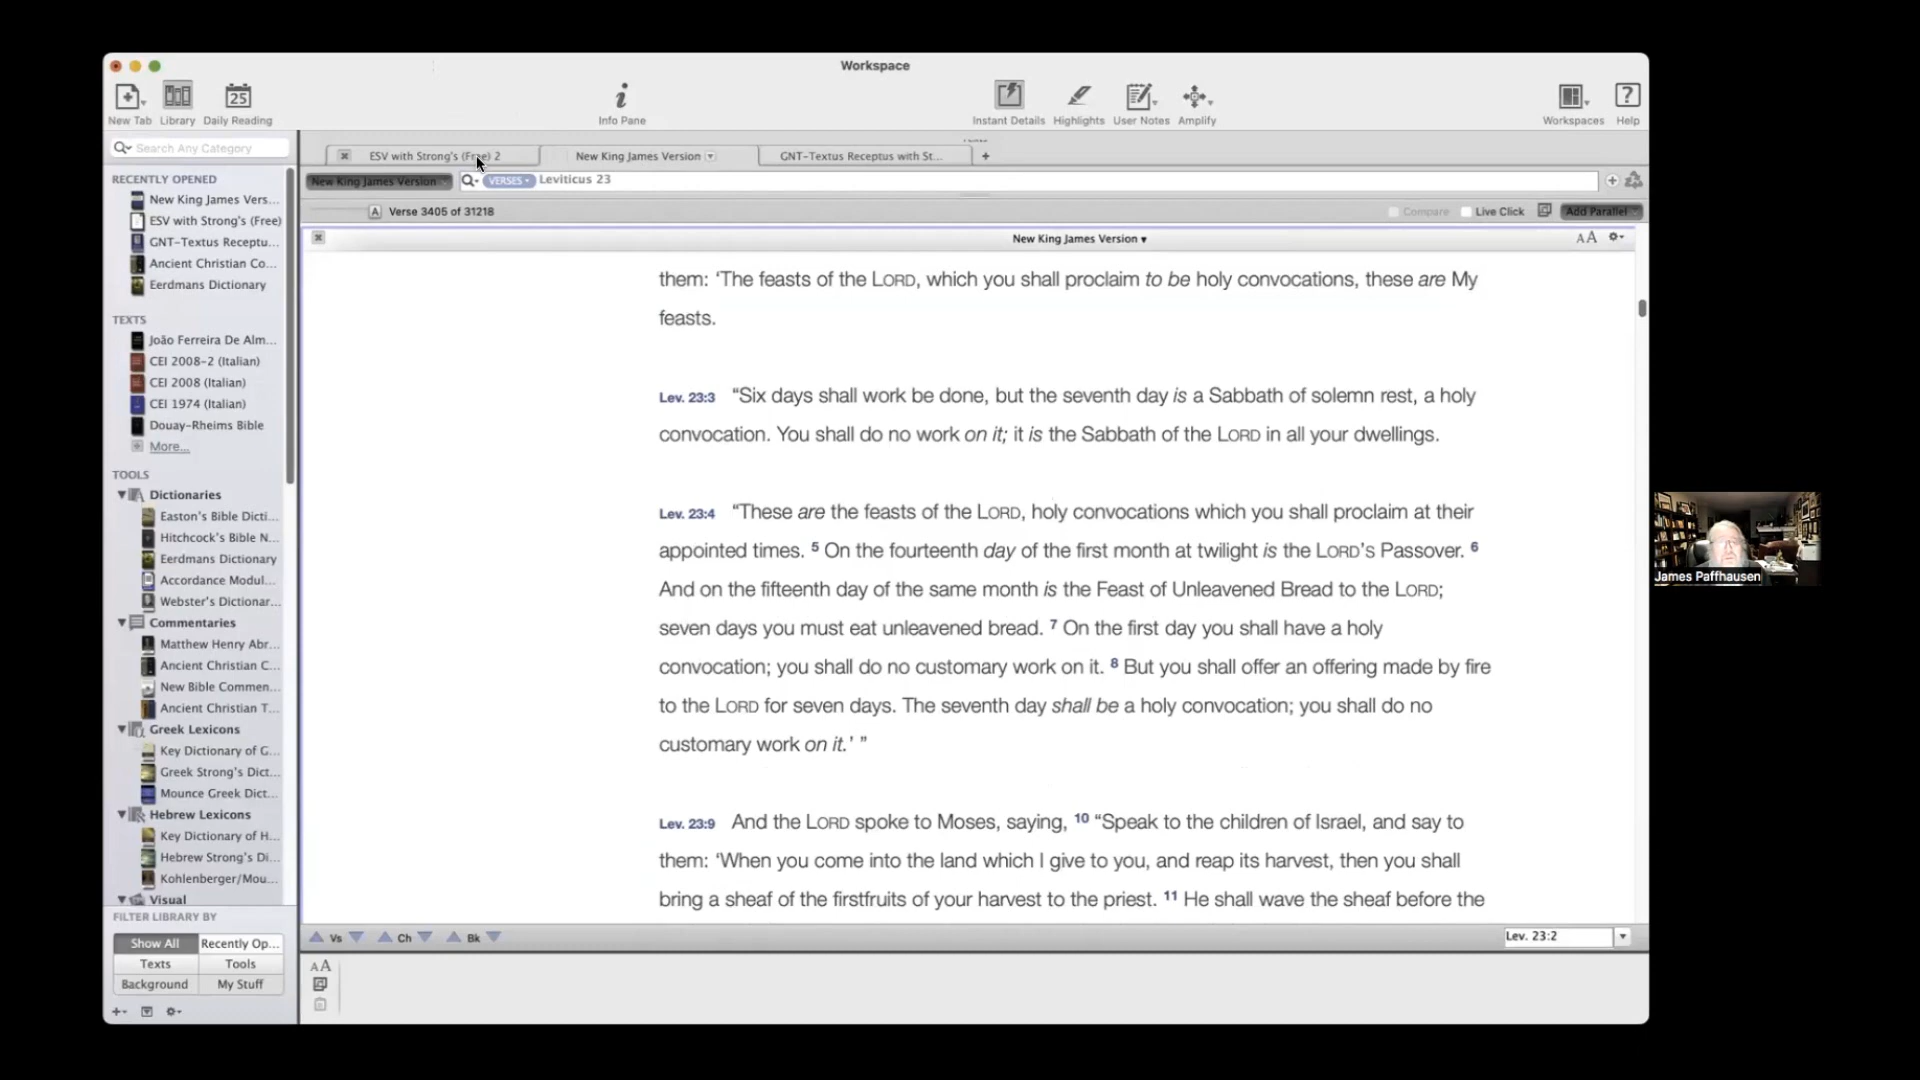 Workspace
New Tab
Library
25
Daily Reading
Info Pane
Instant Details
Highlights
User Notes
Amplify
Workspaces
Help
Search Any Category
ESV with Strong's (Free) 2
New King James Version
GNT-Textus Receptus with St...
New King James Version
VERSES
Leviticus 23
A Verse 3405 of 31218
Compare
Live Click
Add Parallel
New King James Version
AA
RECENTLY OPENED
New King James Vers...
ESV with Strong's (Free)
GNT-Textus Receptu...
Ancient Christian Co...
Eerdmans Dictionary
TEXTS
João Ferreira De Alm...
CEI 2008-2 (Italian)
CEI 2008 (Italian)
CEI 1974 (Italian)
Douay-Rheims Bible
More...
TOOLS
Dictionaries
Easton's Bible Dicti...
Hitchcock's Bible N...
Eerdmans Dictionary
Accordance Modul...
Webster's Dictionar...
Commentaries
Matthew Henry Abr...
Ancient Christian C...
New Bible Commen...
Ancient Christian T...
Greek Lexicons
Key Dictionary of G...
Greek Strong's Dict...
Mounce Greek Dict...
Hebrew Lexicons
Key Dictionary of H...
Hebrew Strong's Di...
Kohlenberger/Mou...
Visual
FILTER LIBRARY BY
Show All
Recently Op...
Texts
Tools
Background
My Stuff
them: ‘The feasts of the LORD, which you shall proclaim to be holy convocations, these are My
feasts.
Lev. 23:3 “Six days shall work be done, but the seventh day is a Sabbath of solemn rest, a holy
convocation. You shall do no work on it; it is the Sabbath of the LORD in all your dwellings.
Lev. 23:4 “These are the feasts of the LORD, holy convocations which you shall proclaim at their
appointed times. 5 On the fourteenth day of the first month at twilight is the LORD’S Passover. 6
And on the fifteenth day of the same month is the Feast of Unleavened Bread to the LORD;
seven days you must eat unleavened bread. 7 On the first day you shall have a holy
convocation; you shall do no customary work on it. 8 But you shall offer an offering made by fire
to the LORD for seven days. The seventh day shall be a holy convocation; you shall do no
customary work on it.’ ”
Lev. 23:9 And the LORD spoke to Moses, saying, 10 “Speak to the children of Israel, and say to
them: ‘When you come into the land which I give to you, and reap its harvest, then you shall
bring a sheaf of the firstfruits of your harvest to the priest. 11 He shall wave the sheaf before the
Vs
Ch
Bk
Lev. 23:2
AA
James Paffhausen